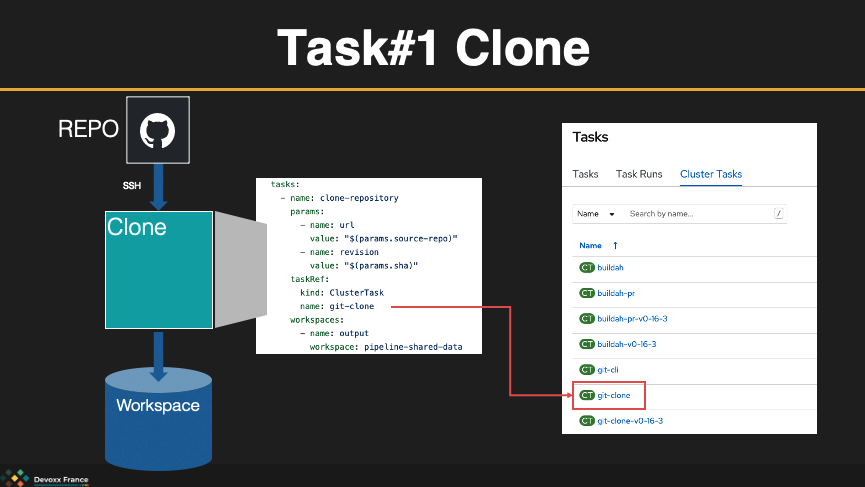 Task#1 Clone
REPO
SSH
Clone
Workspace
tasks:
- name: clone-repository
params:
- name: url
value: "$(params.source-repo)"
- name: revision
value: "$(params.sha)"
taskRef:
kind: ClusterTask
name: git-clone
workspaces:
- name: output
workspace: pipeline-shared-data
Tasks
Tasks Task Runs Cluster Tasks
Name Search by name... /
Name ↑
CT buildah
CT buildah-pr
CT buildah-pr-v0-16-3
CT buildah-v0-16-3
CT git-cli
CT git-clone
CT git-clone-v0-16-3
Devoxx France